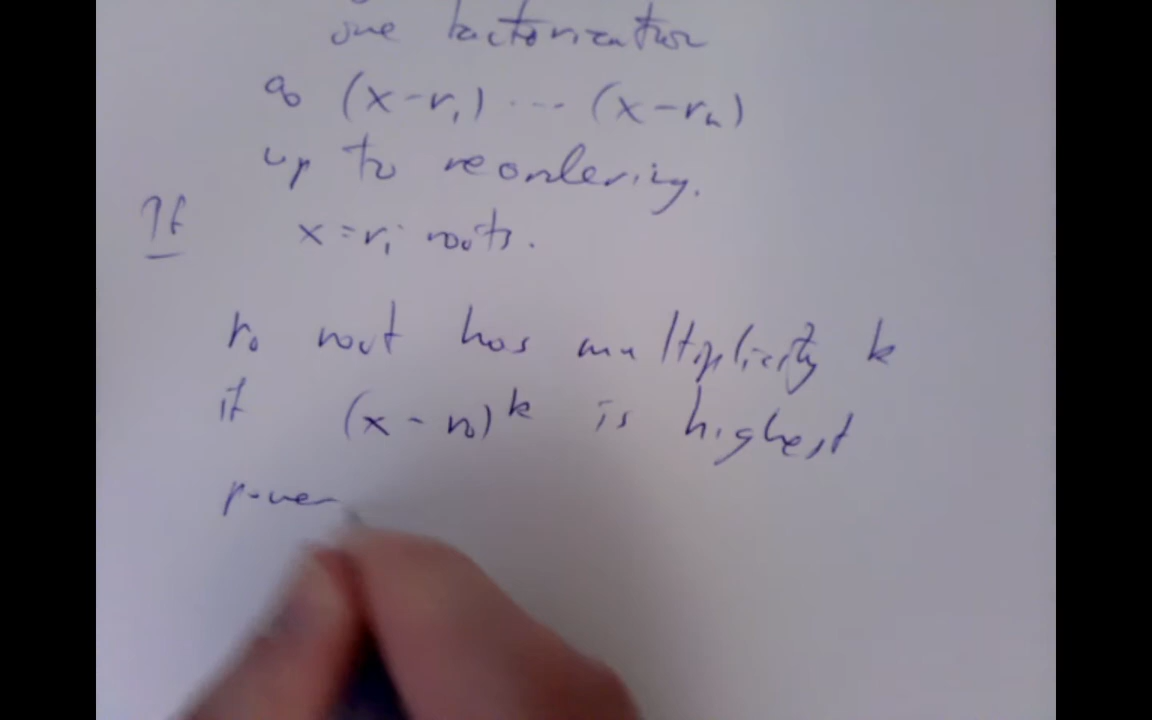 one factorization
as (x-r₁) ... (x-rₙ)
up to reordering.
If x=rᵢ roots.
r₀ root has multiplicity k
if (x-r₀)ᵏ is highest
power